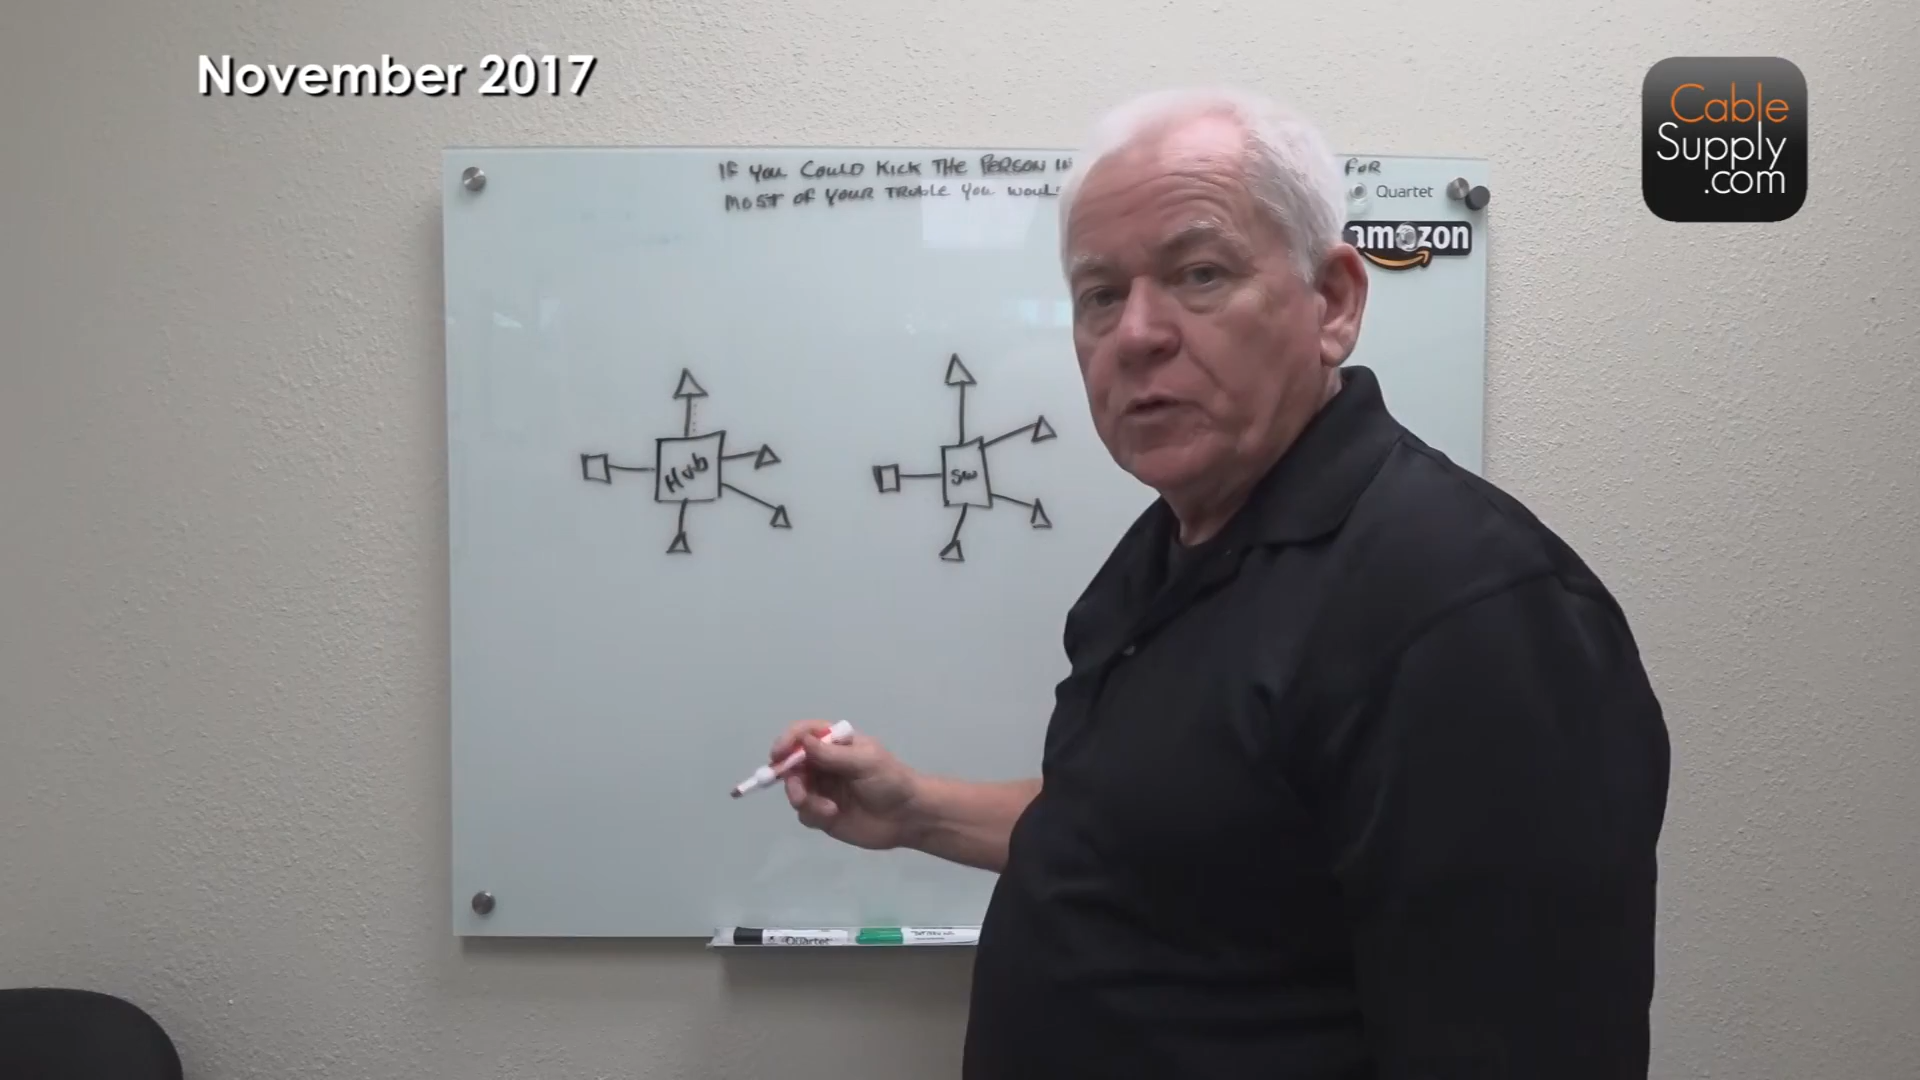 November 2017
Cable
Supply
.com
IF YOU COULD KICK THE PERSON IN FOR
MOST OF YOUR TROUBLE YOU WOUL
Quartet
amazon
Hub
SW
Quartet